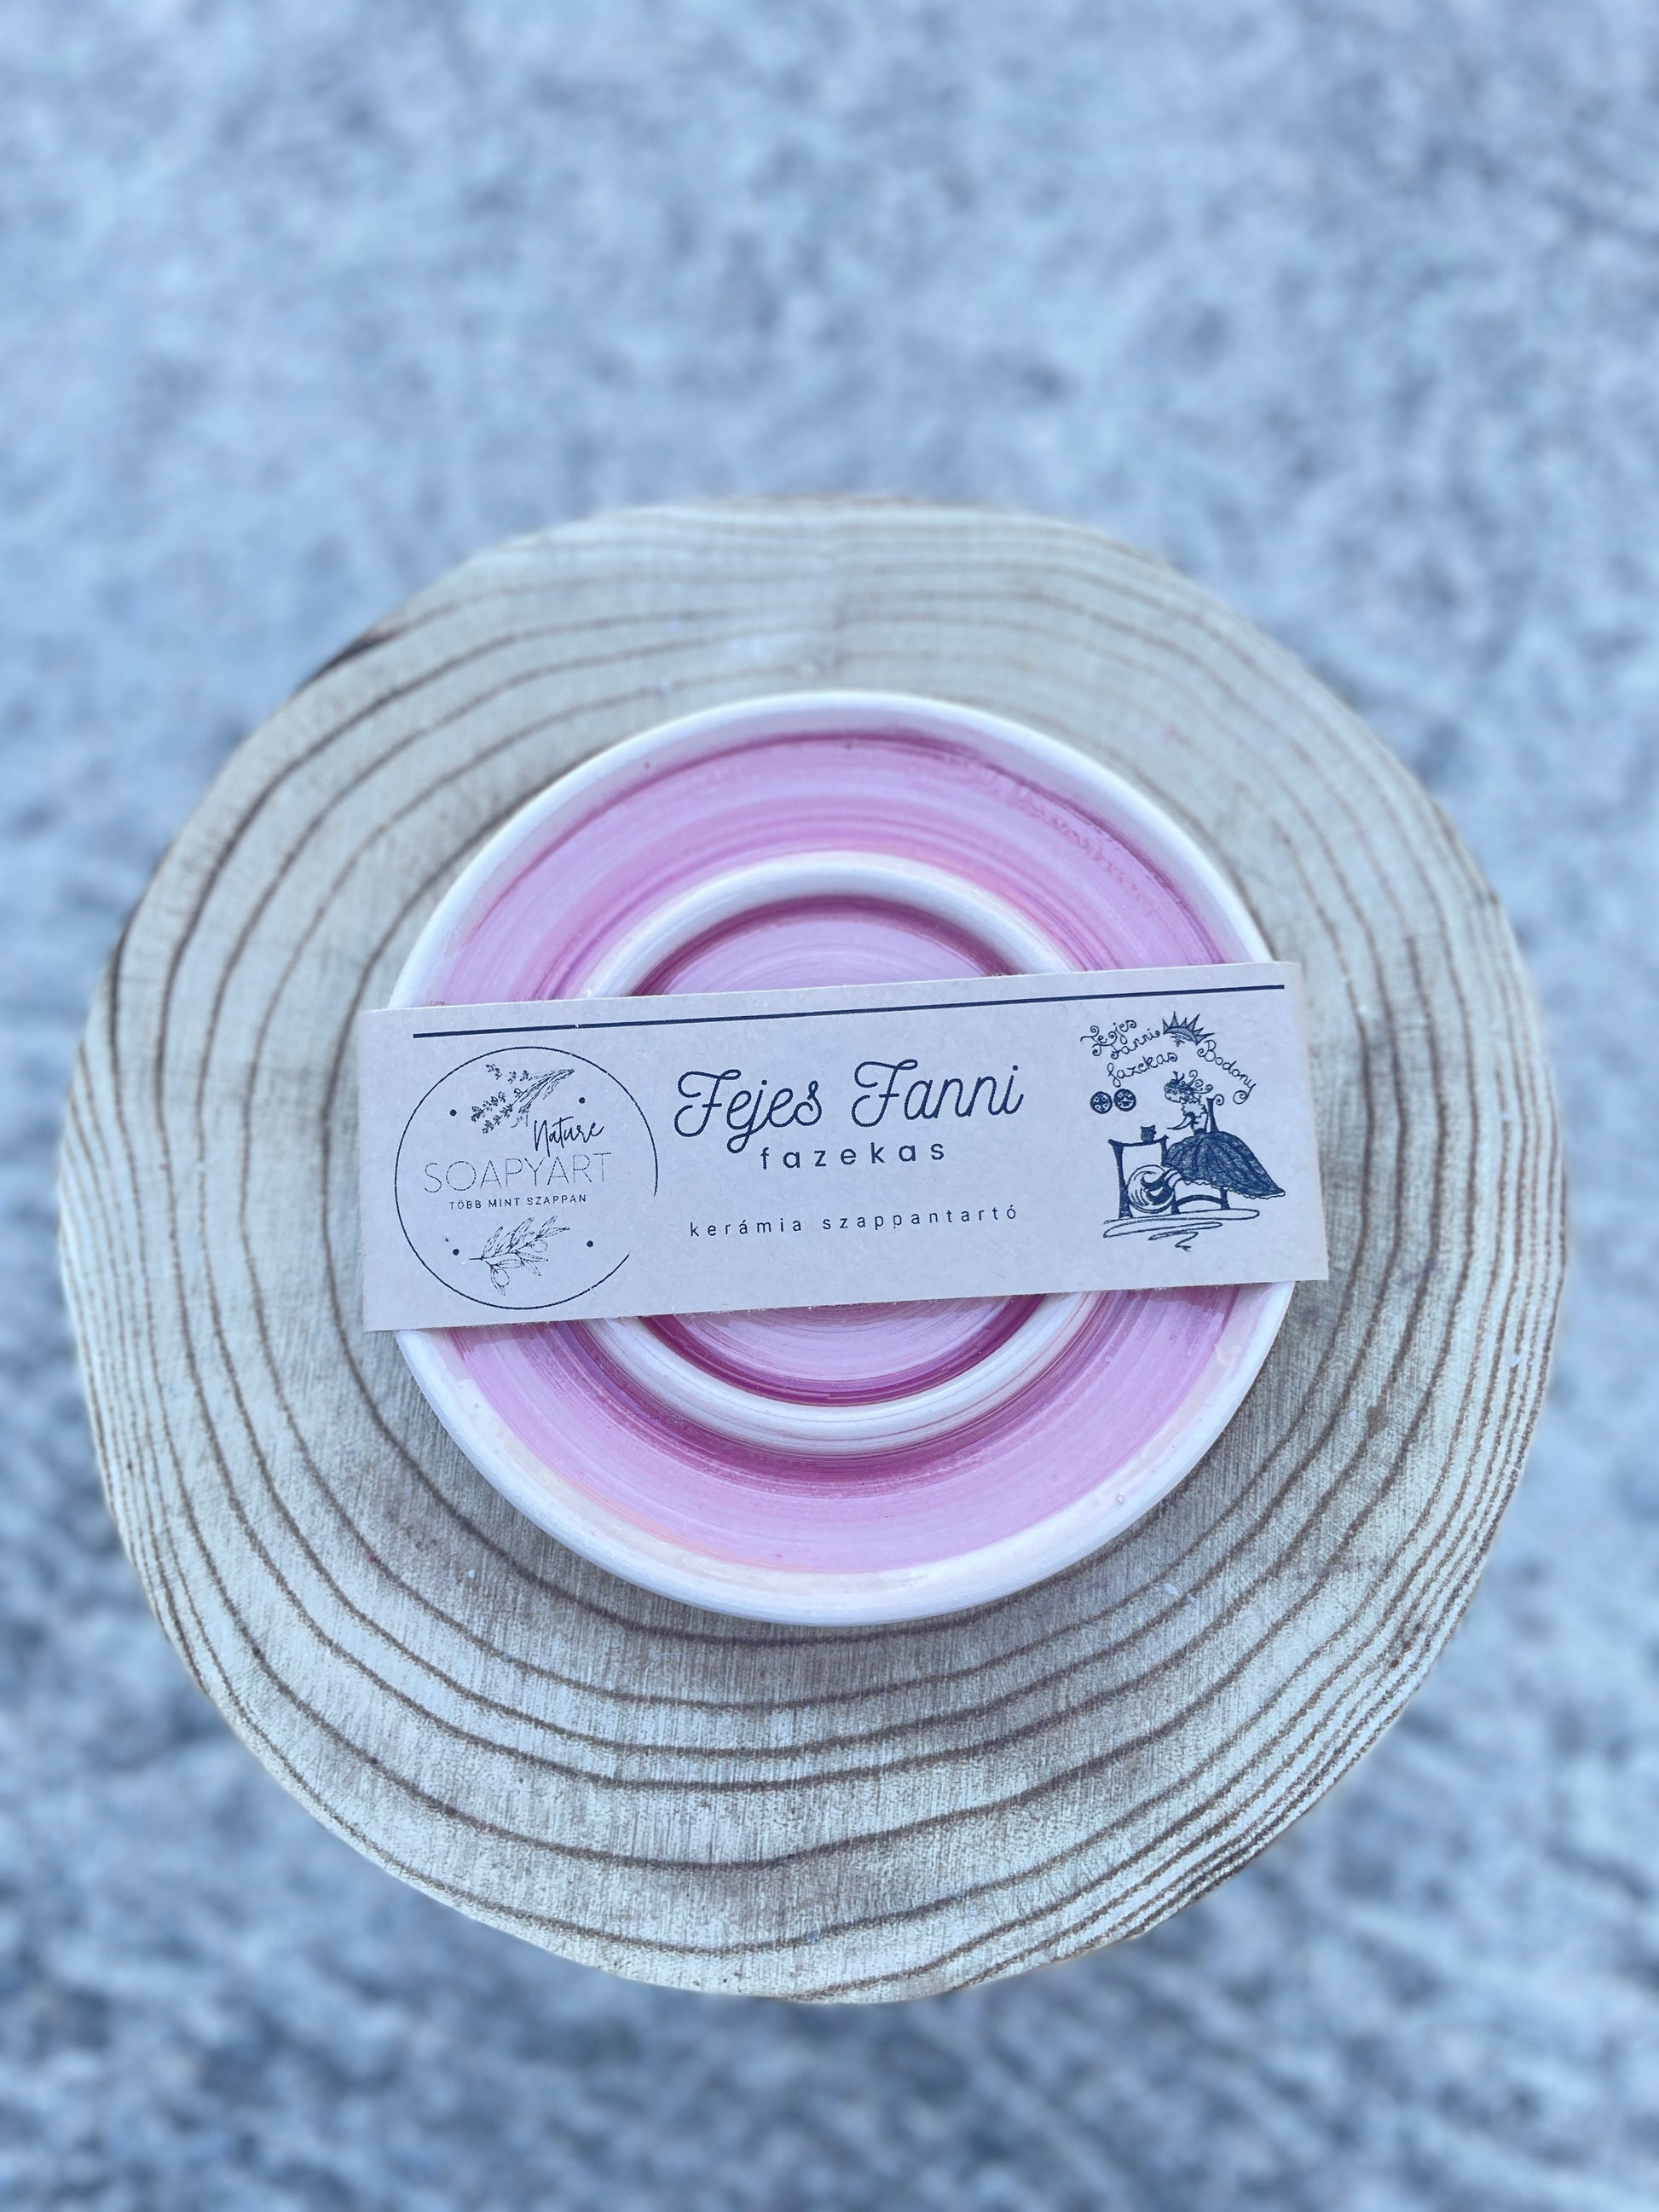 Nature
SOAPYART
TÖBB MINT SZAPPAN
Fejes Fanni
fazekas
kerámia szappantartó
Fejes
Fanni
fazekas Bodony